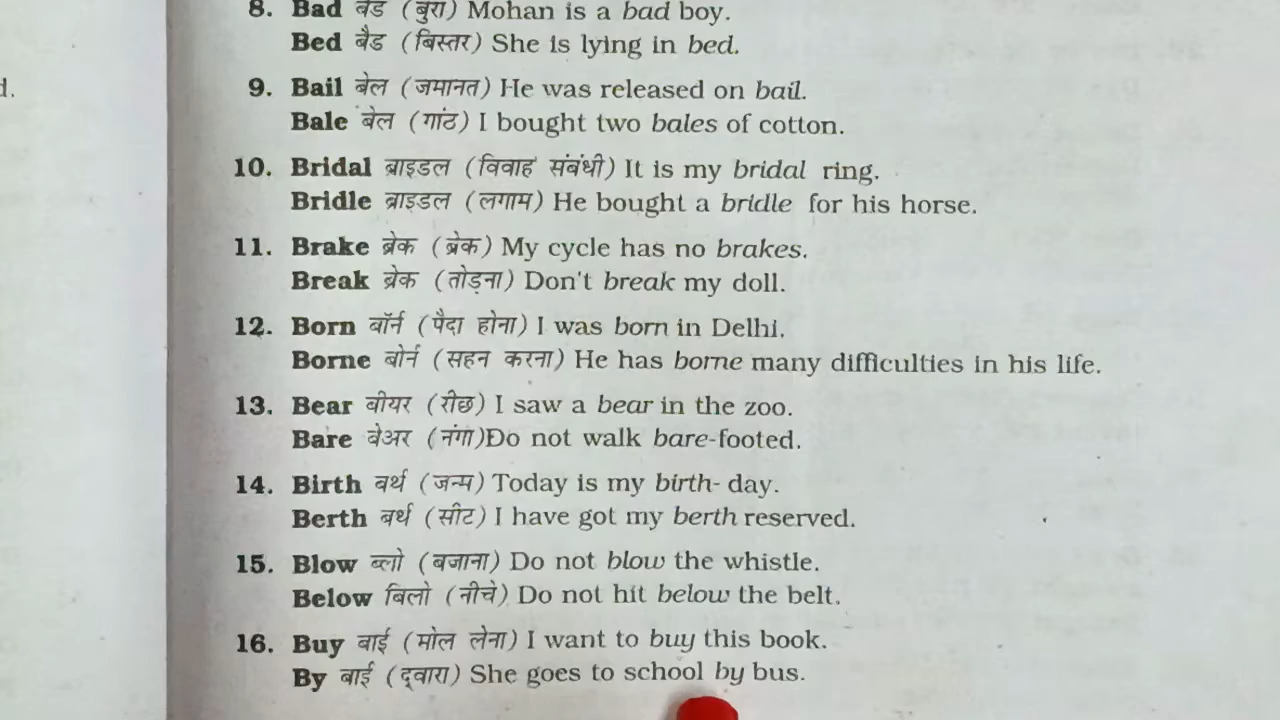 d.
8. Bad बैड (बुरा) Mohan is a bad boy.
Bed बैड (बिस्तर) She is lying in bed.
9. Bail बेल (जमानत) He was released on bail.
Bale बेल (गांठ) I bought two bales of cotton.
10. Bridal ब्राइडल (विवाह संबंधी) It is my bridal ring.
Bridle ब्राइडल (लगाम) He bought a bridle for his horse.
11. Brake ब्रेक (ब्रेक) My cycle has no brakes.
Break ब्रेक (तोड़ना) Don't break my doll.
12. Born बॉर्न (पैदा होना) I was born in Delhi.
Borne बोर्न (सहन करना) He has borne many difficulties in his life.
13. Bear बीयर (रीछ) I saw a bear in the zoo.
Bare बेअर (नंगा)Do not walk bare-footed.
14. Birth बर्थ (जन्म) Today is my birth- day.
Berth बर्थ (सीट) I have got my berth reserved.
15. Blow ब्लो (बजाना) Do not blow the whistle.
Below बिलो (नीचे) Do not hit below the belt.
16. Buy बाई (मोल लेना) I want to buy this book.
By बाई (द्वारा) She goes to school by bus.